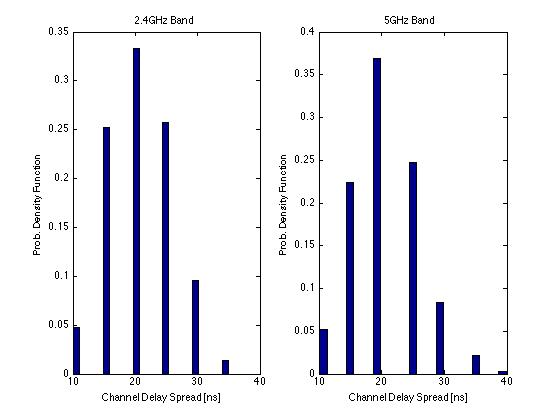 2.4GHz Band
0.35
0.3
0.25
0.2
0.15
0.1
0.05
0
Prob. Density Function
10 20 30 40
Channel Delay Spread [ns]
5GHz Band
0.4
0.35
0.3
0.25
0.2
0.15
0.1
0.05
0
Prob. Density Function
10 20 30 40
Channel Delay Spread [ns]